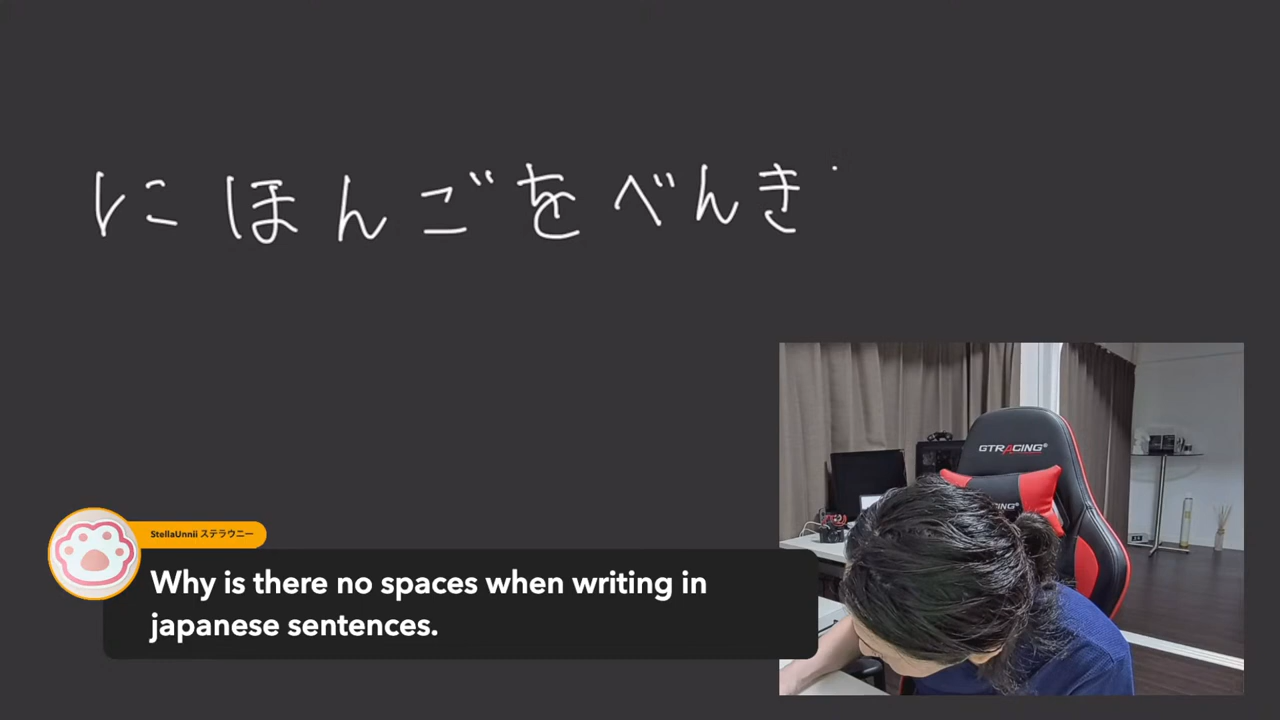 にほんごをべんき
GTRACING®
StellaUnnii ステラウニー
Why is there no spaces when writing in
japanese sentences.